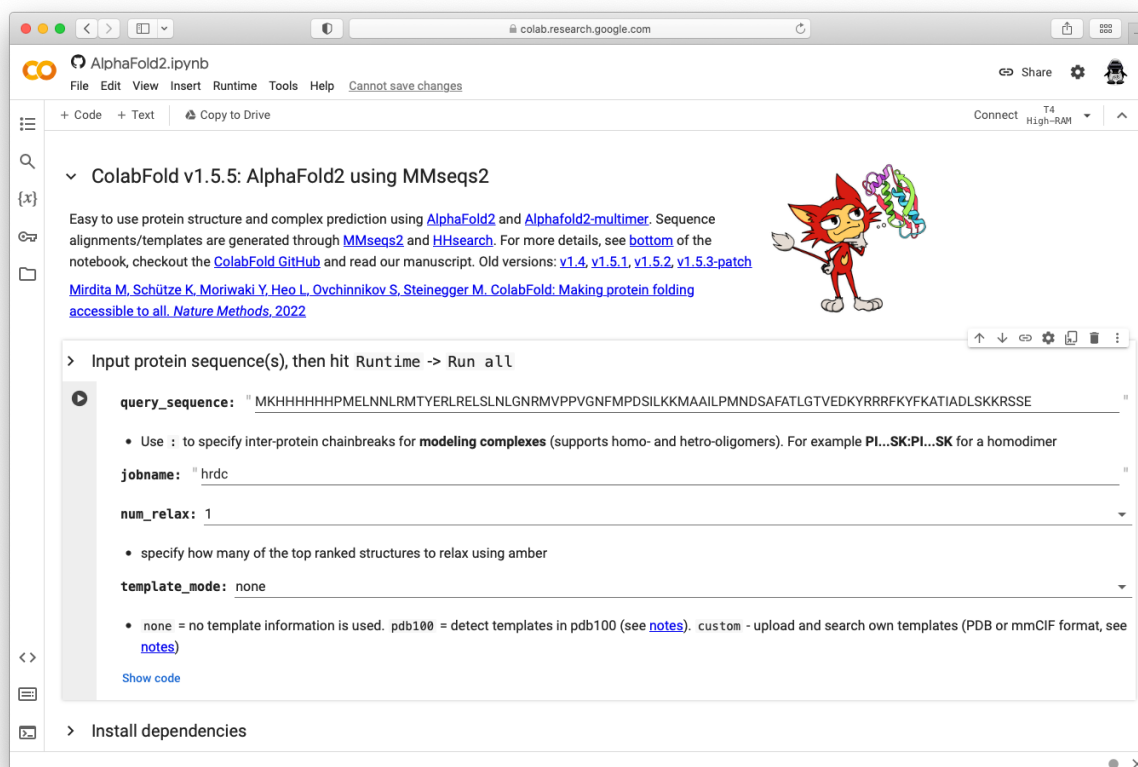 colab.research.google.com
AlphaFold2.ipynb
File Edit View Insert Runtime Tools Help Cannot save changes
Share
+ Code + Text Copy to Drive
Connect T4 High-RAM
ColabFold v1.5.5: AlphaFold2 using MMseqs2
Easy to use protein structure and complex prediction using AlphaFold2 and Alphafold2-multimer. Sequence
alignments/templates are generated through MMseqs2 and HHsearch. For more details, see bottom of the
notebook, checkout the ColabFold GitHub and read our manuscript. Old versions: v1.4, v1.5.1, v1.5.2, v1.5.3-patch
Mirdita M, Schütze K, Moriwaki Y, Heo L, Ovchinnikov S, Steinegger M. ColabFold: Making protein folding
accessible to all. Nature Methods, 2022
Input protein sequence(s), then hit Runtime -> Run all
query_sequence: " MKHHHHHHPMELNNLRMTYERLRELSLNLGNRMVPPVGNFMPDSILKKMAAILPMNDSAFATLGTVEDKYRRRFKYFKATIADLSKKRSSE "
• Use : to specify inter-protein chainbreaks for modeling complexes (supports homo- and hetro-oligomers). For example PI...SK:PI...SK for a homodimer
jobname: " hrdc "
num_relax: 1
• specify how many of the top ranked structures to relax using amber
template_mode: none
• none = no template information is used. pdb100 = detect templates in pdb100 (see notes). custom - upload and search own templates (PDB or mmCIF format, see
notes)
Show code
Install dependencies